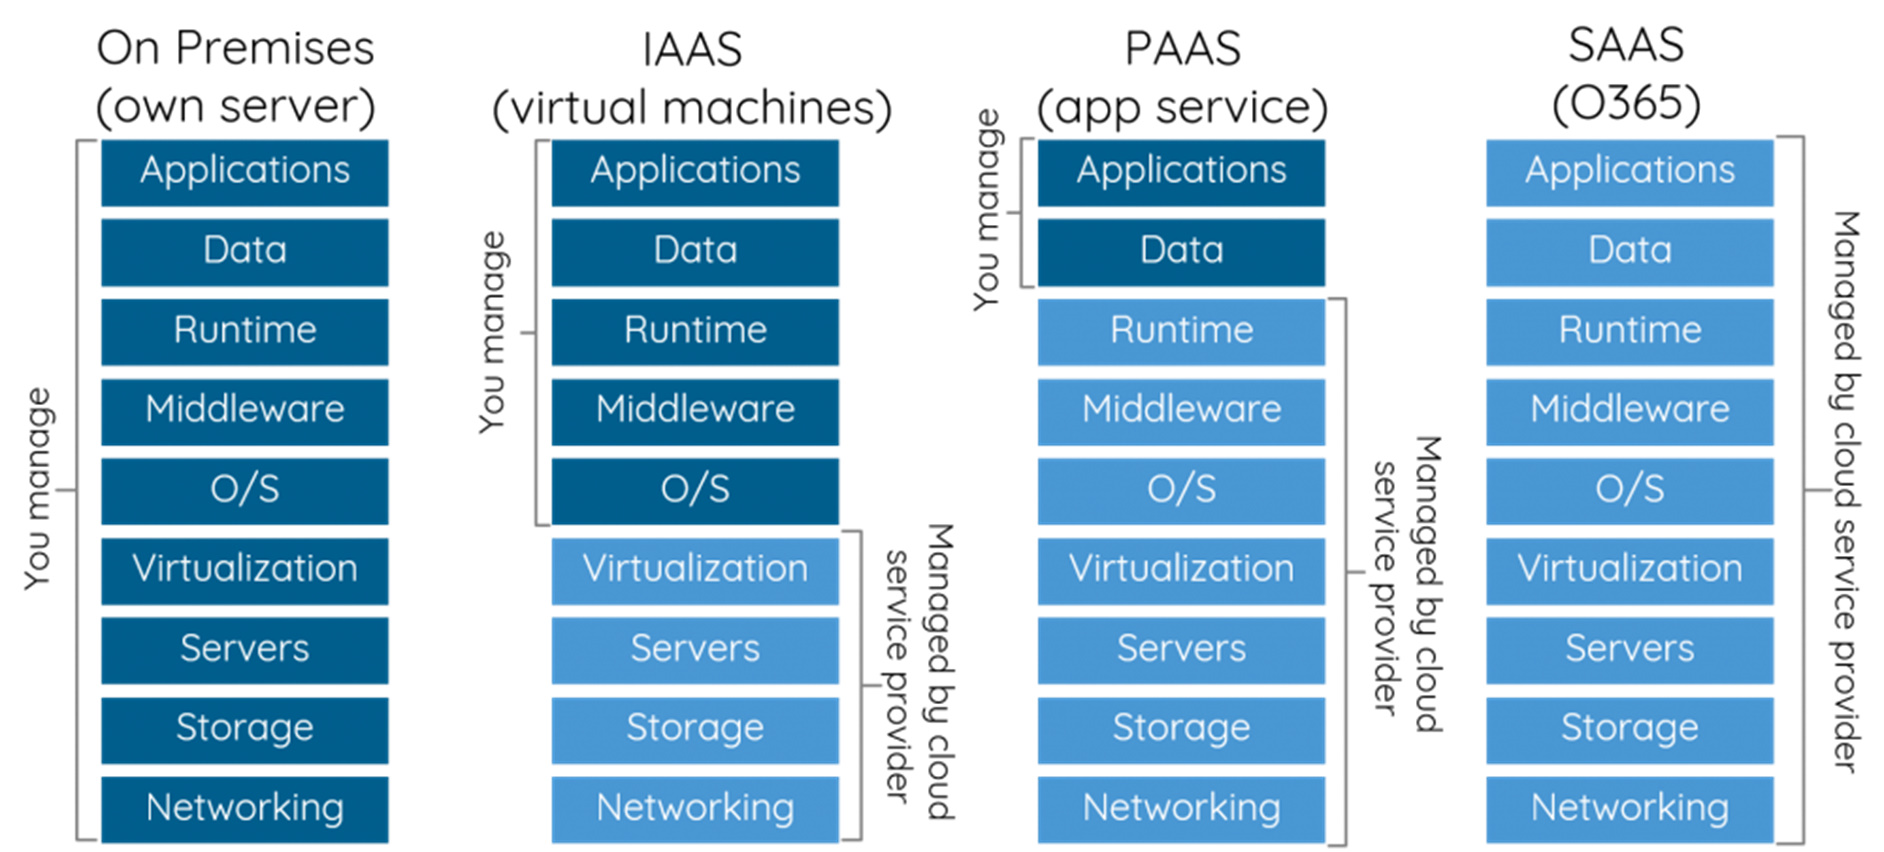 On Premises
(own server)
You manage
Applications
Data
Runtime
Middleware
O/S
Virtualization
Servers
Storage
Networking
IAAS
(virtual machines)
You manage
Applications
Data
Runtime
Middleware
O/S
Virtualization
Servers
Storage
Networking
Managed by cloud
service provider
PAAS
(app service)
You manage
Applications
Data
Runtime
Middleware
O/S
Virtualization
Servers
Storage
Networking
Managed by cloud
service provider
SAAS
(O365)
Applications
Data
Runtime
Middleware
O/S
Virtualization
Servers
Storage
Networking
Managed by cloud service provider